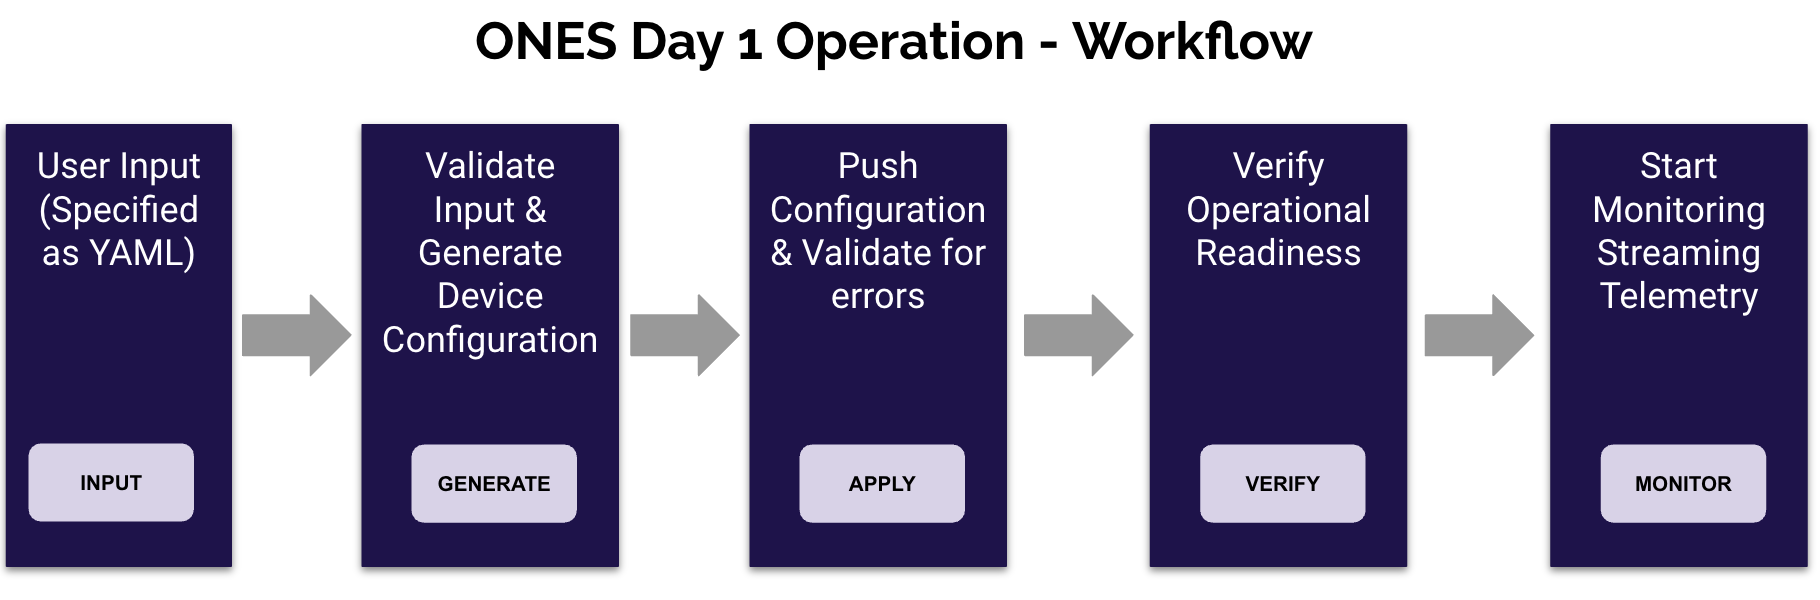 ONES Day 1 Operation - Workflow
User Input
(Specified
as YAML)
INPUT
Validate
Input &
Generate
Device
Configuration
GENERATE
Push
Configuration
& Validate for
errors
APPLY
Verify
Operational
Readiness
VERIFY
Start
Monitoring
Streaming
Telemetry
MONITOR